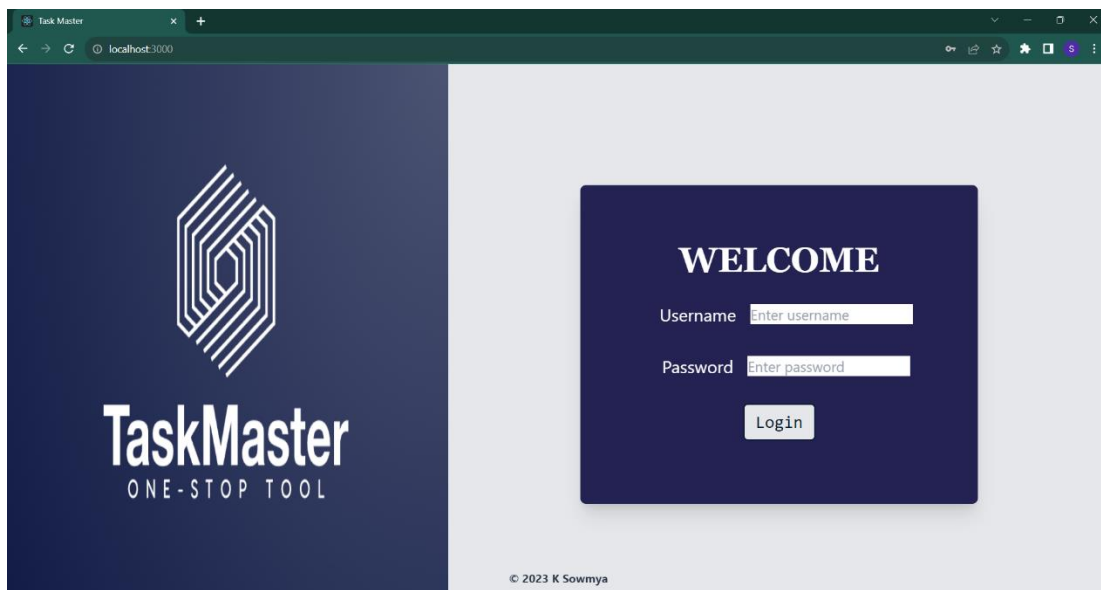 Task Master
localhost:3000
S
TaskMaster
ONE-STOP TOOL
WELCOME
Username Enter username
Password Enter password
Login
© 2023 K Sowmya